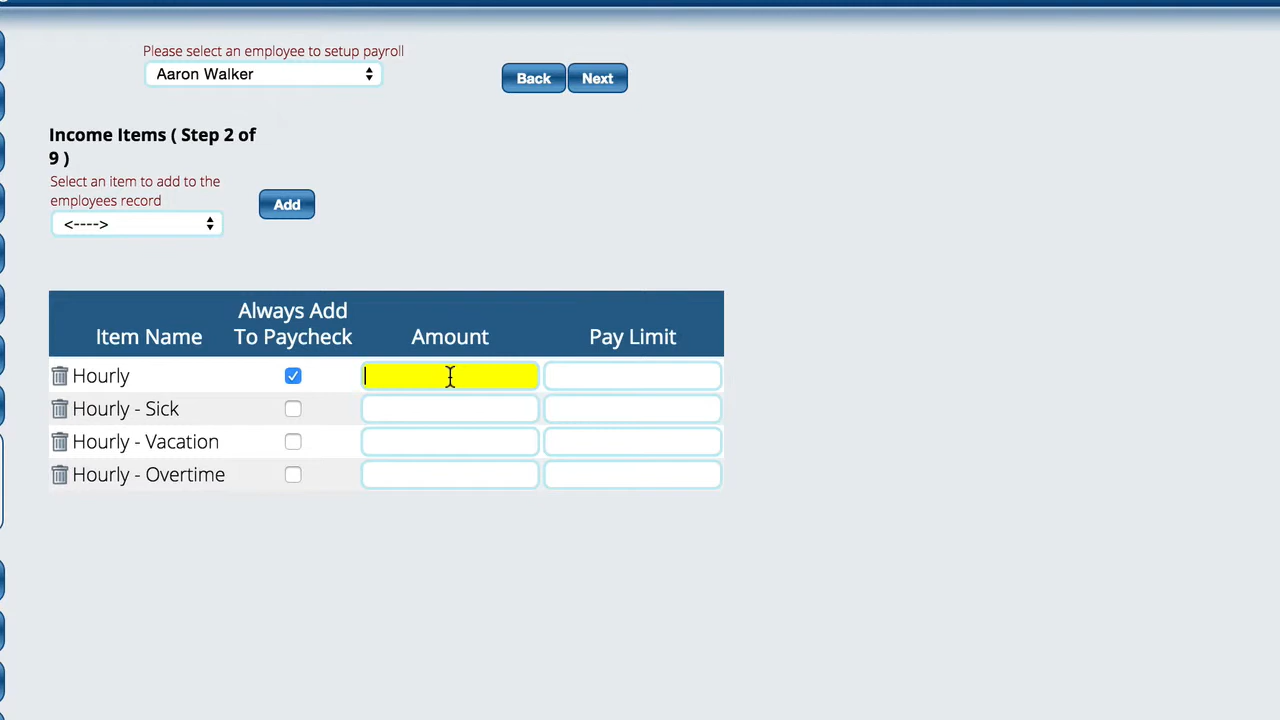 Please select an employee to setup payroll
Aaron Walker
Back Next
Income Items ( Step 2 of
9 )
Select an item to add to the
employees record
Add
<---->
Always Add
Item Name To Paycheck Amount Pay Limit
Hourly
Hourly - Sick
Hourly - Vacation
Hourly - Overtime